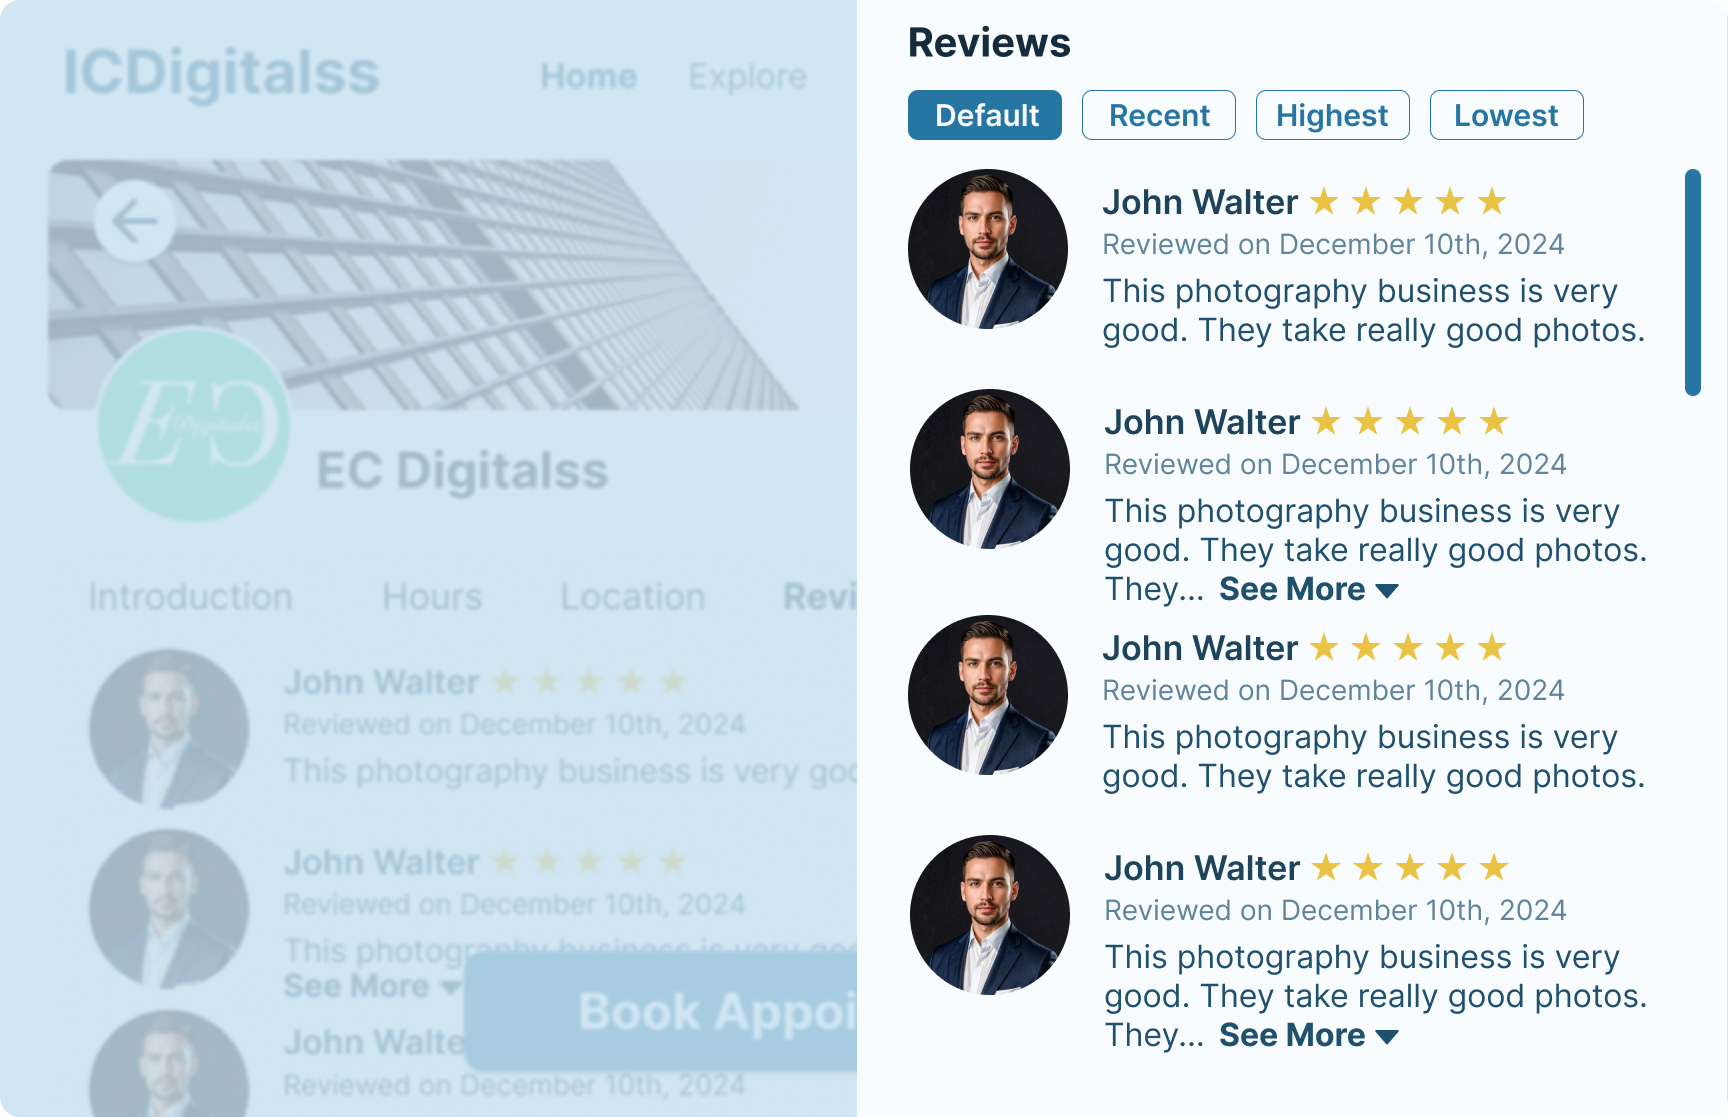 ICDigitalss
Home
Explore
EC
Digitalss
EC Digitalss
Introduction
Hours
Location
Revi
John Walter ★ ★ ★ ★ ★
Reviewed on December 10th, 2024
This photography business is very goo
John Walter ★ ★ ★ ★ ★
Reviewed on December 10th, 2024
This photography business is very goo
See More
John Walte
Reviewed on December 10th, 2024
Book Appoi
Reviews
Default
Recent
Highest
Lowest
John Walter ★ ★ ★ ★ ★
Reviewed on December 10th, 2024
This photography business is very
good. They take really good photos.
John Walter ★ ★ ★ ★ ★
Reviewed on December 10th, 2024
This photography business is very
good. They take really good photos.
They... See More
John Walter ★ ★ ★ ★ ★
Reviewed on December 10th, 2024
This photography business is very
good. They take really good photos.
John Walter ★ ★ ★ ★ ★
Reviewed on December 10th, 2024
This photography business is very
good. They take really good photos.
They... See More